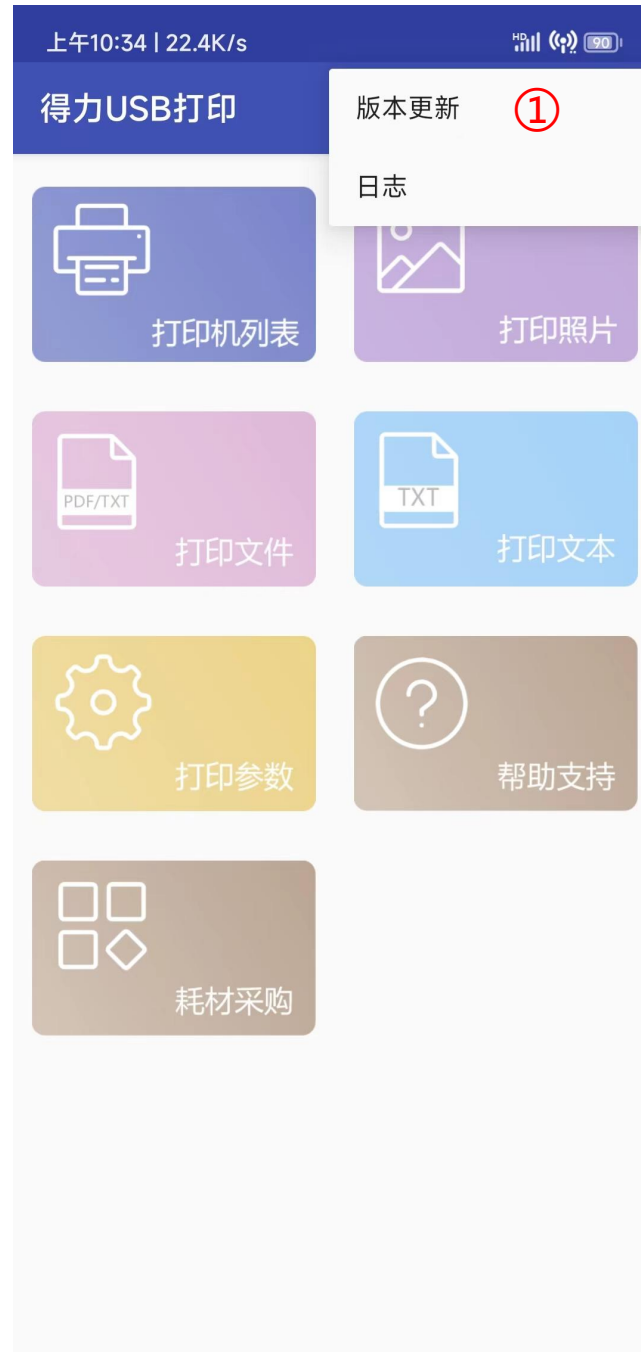 上午10:34 | 22.4K/s HD 90
得力USB打印
版本更新 ①
日志
打印机列表
打印照片
PDF/TXT
打印文件
TXT
打印文本
打印参数
?
帮助支持
耗材采购